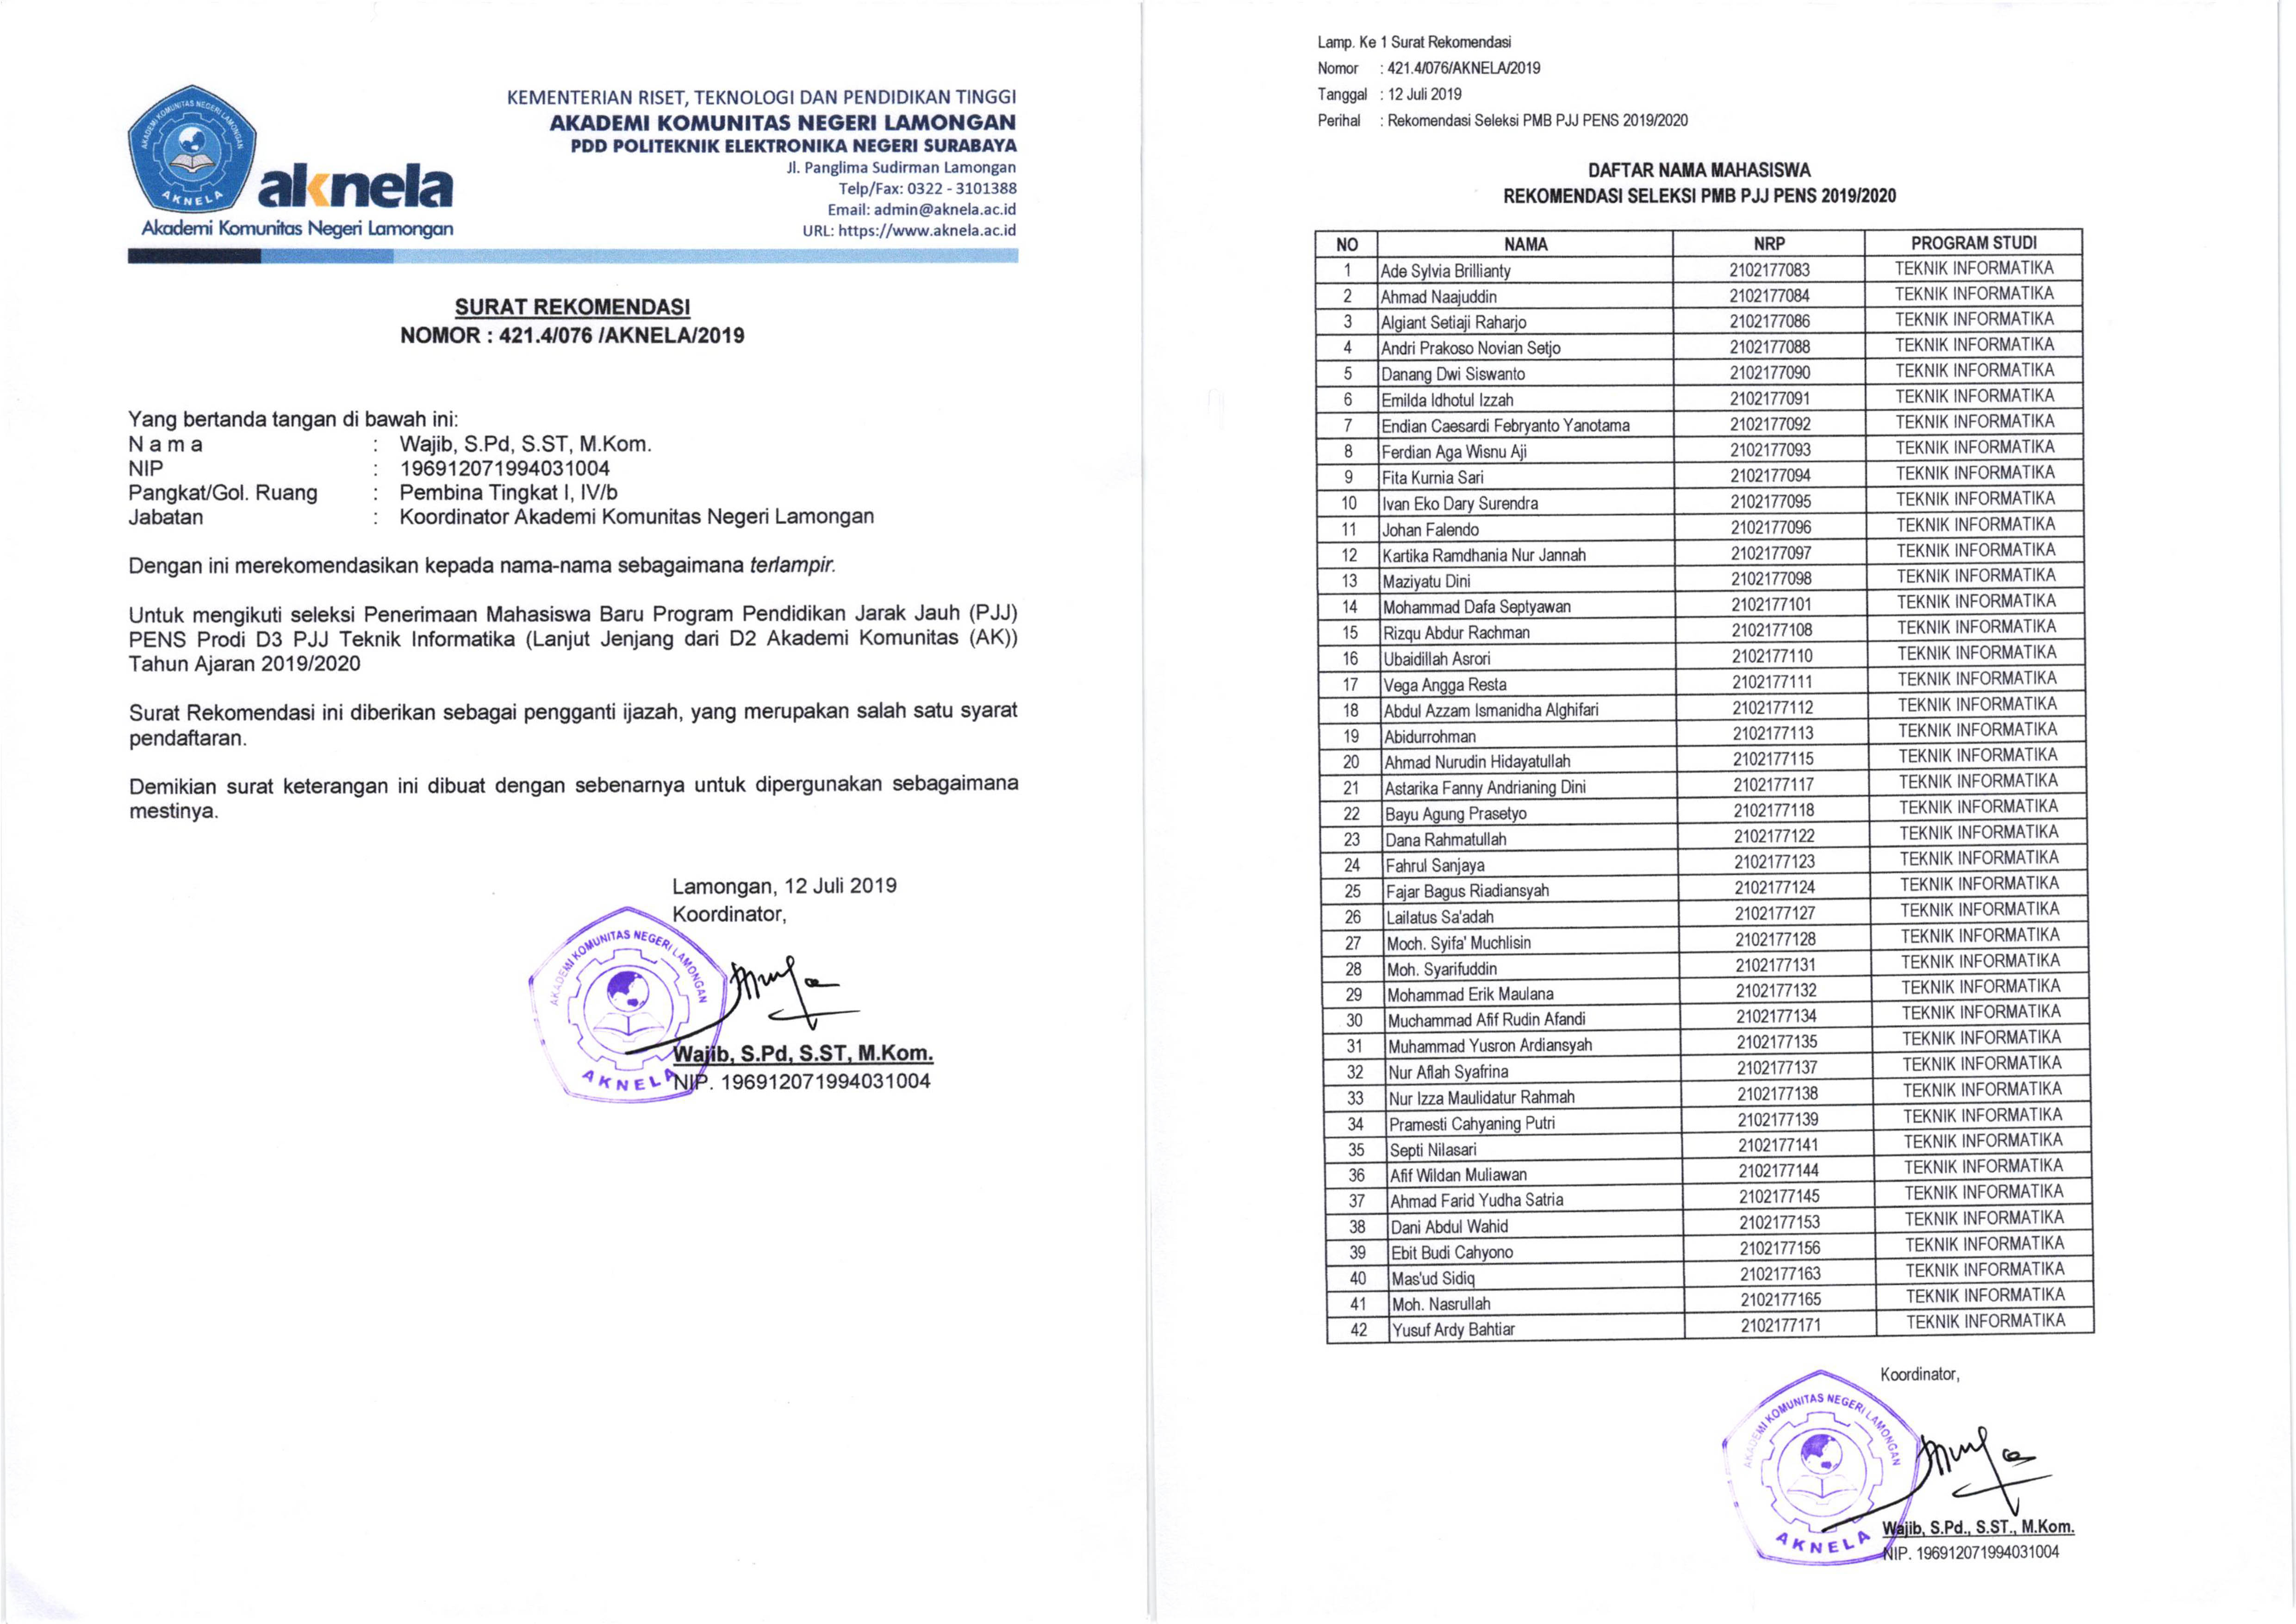 AKADEMI KOMUNITAS NEGERI LAMONGAN
AKNELA
aknela
Akademi Komunitas Negeri Lamongan
KEMENTERIAN RISET, TEKNOLOGI DAN PENDIDIKAN TINGGI
AKADEMI KOMUNITAS NEGERI LAMONGAN
PDD POLITEKNIK ELEKTRONIKA NEGERI SURABAYA
Jl. Panglima Sudirman Lamongan
Telp/Fax: 0322 - 3101388
Email: admin@aknela.ac.id
URL: https://www.aknela.ac.id
SURAT REKOMENDASI
NOMOR : 421.4/076 /AKNELA/2019
Yang bertanda tangan di bawah ini:
N a m a : Wajib, S.Pd, S.ST, M.Kom.
NIP : 196912071994031004
Pangkat/Gol. Ruang : Pembina Tingkat I, IV/b
Jabatan : Koordinator Akademi Komunitas Negeri Lamongan
Dengan ini merekomendasikan kepada nama-nama sebagaimana terlampir.
Untuk mengikuti seleksi Penerimaan Mahasiswa Baru Program Pendidikan Jarak Jauh (PJJ)
PENS Prodi D3 PJJ Teknik Informatika (Lanjut Jenjang dari D2 Akademi Komunitas (AK))
Tahun Ajaran 2019/2020
Surat Rekomendasi ini diberikan sebagai pengganti ijazah, yang merupakan salah satu syarat
pendaftaran.
Demikian surat keterangan ini dibuat dengan sebenarnya untuk dipergunakan sebagaimana
mestinya.
Lamongan, 12 Juli 2019
Koordinator,
AKADEMI KOMUNITAS NEGERI LAMONGAN
AKNELA
Wajib, S.Pd, S.ST, M.Kom.
NIP. 196912071994031004
Lamp. Ke 1 Surat Rekomendasi
Nomor : 421.4/076/AKNELA/2019
Tanggal : 12 Juli 2019
Perihal : Rekomendasi Seleksi PMB PJJ PENS 2019/2020
DAFTAR NAMA MAHASISWA
REKOMENDASI SELEKSI PMB PJJ PENS 2019/2020
NO NAMA NRP PROGRAM STUDI
1 Ade Sylvia Brillianty 2102177083 TEKNIK INFORMATIKA
2 Ahmad Naajuddin 2102177084 TEKNIK INFORMATIKA
3 Algiant Setiaji Raharjo 2102177086 TEKNIK INFORMATIKA
4 Andri Prakoso Novian Setjo 2102177088 TEKNIK INFORMATIKA
5 Danang Dwi Siswanto 2102177090 TEKNIK INFORMATIKA
6 Emilda Idhotul Izzah 2102177091 TEKNIK INFORMATIKA
7 Endian Caesardi Febryanto Yanotama 2102177092 TEKNIK INFORMATIKA
8 Ferdian Aga Wisnu Aji 2102177093 TEKNIK INFORMATIKA
9 Fita Kurnia Sari 2102177094 TEKNIK INFORMATIKA
10 Ivan Eko Dary Surendra 2102177095 TEKNIK INFORMATIKA
11 Johan Falendo 2102177096 TEKNIK INFORMATIKA
12 Kartika Ramdhania Nur Jannah 2102177097 TEKNIK INFORMATIKA
13 Maziyatu Dini 2102177098 TEKNIK INFORMATIKA
14 Mohammad Dafa Septyawan 2102177101 TEKNIK INFORMATIKA
15 Rizqu Abdur Rachman 2102177108 TEKNIK INFORMATIKA
16 Ubaidillah Asrori 2102177110 TEKNIK INFORMATIKA
17 Vega Angga Resta 2102177111 TEKNIK INFORMATIKA
18 Abdul Azzam Ismanidha Alghifari 2102177112 TEKNIK INFORMATIKA
19 Abidurrohman 2102177113 TEKNIK INFORMATIKA
20 Ahmad Nurudin Hidayatullah 2102177115 TEKNIK INFORMATIKA
21 Astarika Fanny Andrianing Dini 2102177117 TEKNIK INFORMATIKA
22 Bayu Agung Prasetyo 2102177118 TEKNIK INFORMATIKA
23 Dana Rahmatullah 2102177122 TEKNIK INFORMATIKA
24 Fahrul Sanjaya 2102177123 TEKNIK INFORMATIKA
25 Fajar Bagus Riadiansyah 2102177124 TEKNIK INFORMATIKA
26 Lailatus Sa'adah 2102177127 TEKNIK INFORMATIKA
27 Moch. Syifa' Muchlisin 2102177128 TEKNIK INFORMATIKA
28 Moh. Syarifuddin 2102177131 TEKNIK INFORMATIKA
29 Mohammad Erik Maulana 2102177132 TEKNIK INFORMATIKA
30 Muchammad Afif Rudin Afandi 2102177134 TEKNIK INFORMATIKA
31 Muhammad Yusron Ardiansyah 2102177135 TEKNIK INFORMATIKA
32 Nur Aflah Syafrina 2102177137 TEKNIK INFORMATIKA
33 Nur Izza Maulidatur Rahmah 2102177138 TEKNIK INFORMATIKA
34 Pramesti Cahyaning Putri 2102177139 TEKNIK INFORMATIKA
35 Septi Nilasari 2102177141 TEKNIK INFORMATIKA
36 Afif Wildan Muliawan 2102177144 TEKNIK INFORMATIKA
37 Ahmad Farid Yudha Satria 2102177145 TEKNIK INFORMATIKA
38 Dani Abdul Wahid 2102177153 TEKNIK INFORMATIKA
39 Ebit Budi Cahyono 2102177156 TEKNIK INFORMATIKA
40 Mas'ud Sidiq 2102177163 TEKNIK INFORMATIKA
41 Moh. Nasrullah 2102177165 TEKNIK INFORMATIKA
42 Yusuf Ardy Bahtiar 2102177171 TEKNIK INFORMATIKA
Koordinator,
AKADEMI KOMUNITAS NEGERI LAMONGAN
AKNELA
Wajib, S.Pd., S.ST., M.Kom.
NIP. 196912071994031004